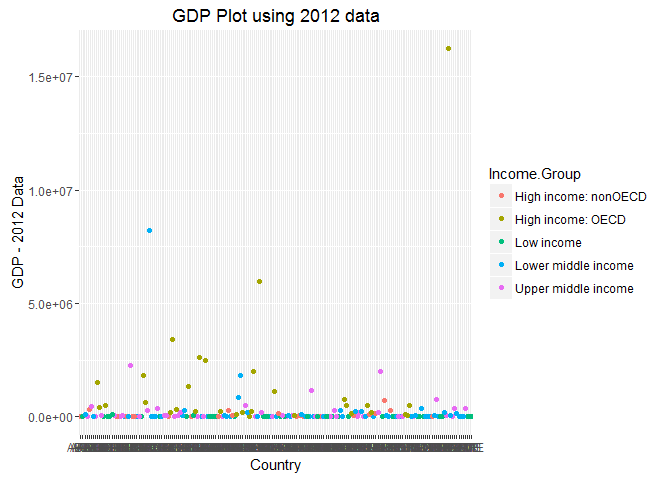 GDP Plot using 2012 data
1.5e+07
1.0e+07
5.0e+06
0.0e+00
GDP - 2012 Data
Country
Income.Group
High income: nonOECD
High income: OECD
Low income
Lower middle income
Upper middle income